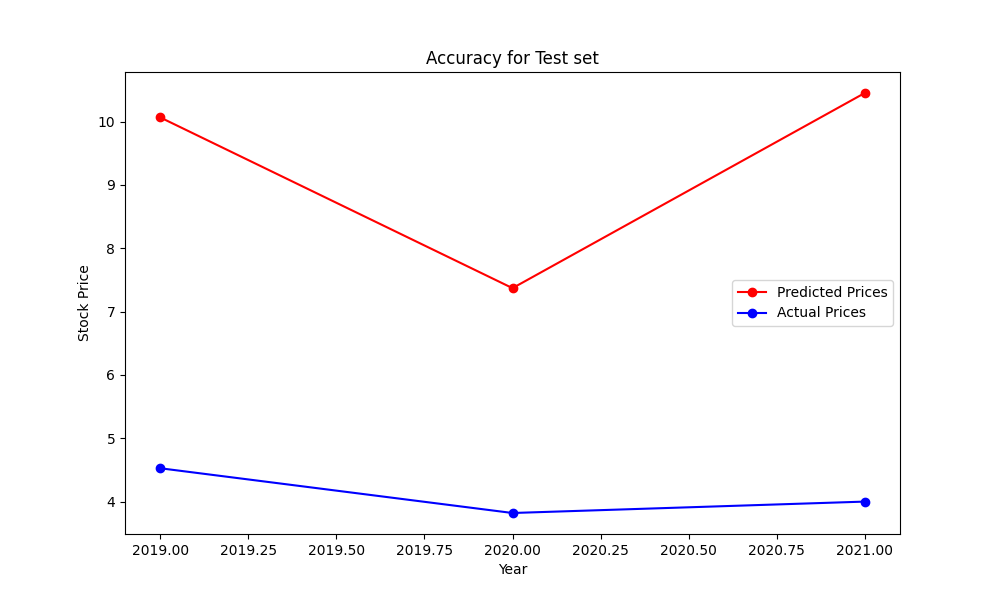 Accuracy for Test set
Stock Price
10
9
8
7
6
5
4
Predicted Prices
Actual Prices
2019.00 2019.25 2019.50 2019.75 2020.00 2020.25 2020.50 2020.75 2021.00
Year